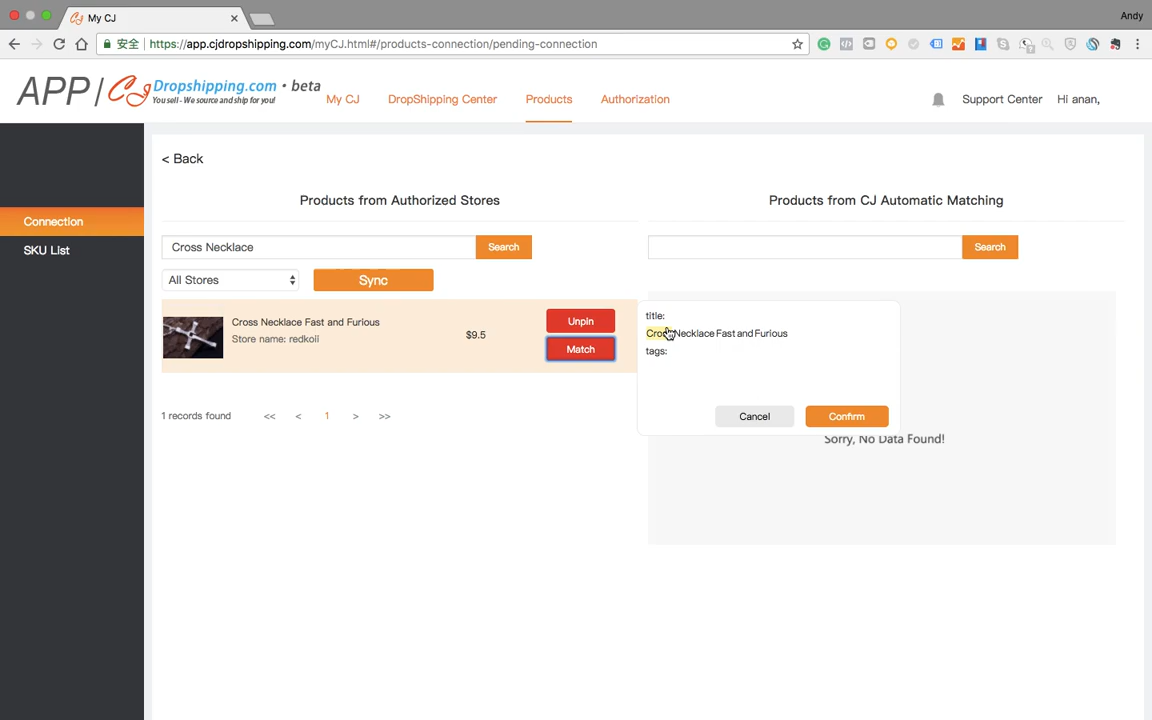 My CJ
Andy
安全 https://app.cjdropshipping.com/myCJ.html#/products-connection/pending-connection
APP Dropshipping.com • beta
You sell - We source and ship for you!
My CJ
DropShipping Center
Products
Authorization
Support Center
Hi anan,
Connection
SKU List
< Back
Products from Authorized Stores
Cross Necklace
Search
All Stores
Sync
Cross Necklace Fast and Furious
Store name: redkoii
$9.5
Unpin
Match
1 records found
<< < 1 > >>
Products from CJ Automatic Matching
Search
title:
Cross Necklace Fast and Furious
tags:
Cancel
Confirm
Sorry, No Data Found!